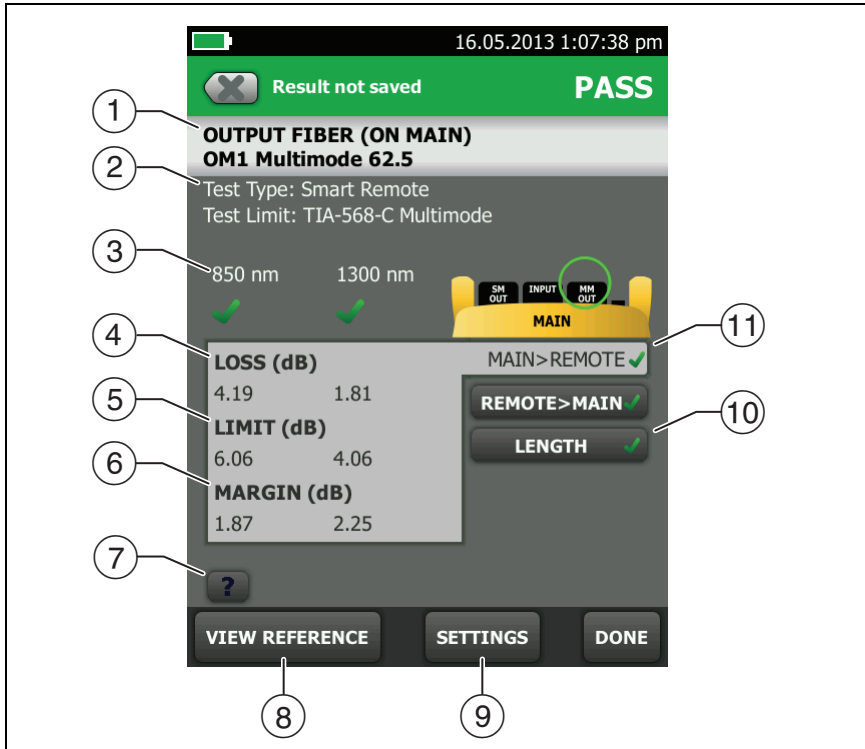 16.05.2013 1:07:38 pm
Result not saved PASS
1
OUTPUT FIBER (ON MAIN)
OM1 Multimode 62.5
2
Test Type: Smart Remote
Test Limit: TIA-568-C Multimode
3
850 nm 1300 nm
SM OUT INPUT MM OUT
MAIN
4
11
LOSS (dB) MAIN>REMOTE
4.19 1.81 REMOTE>MAIN
5
10
LIMIT (dB) LENGTH
6.06 4.06
6
MARGIN (dB)
1.87 2.25
7
?
VIEW REFERENCE SETTINGS DONE
8 9